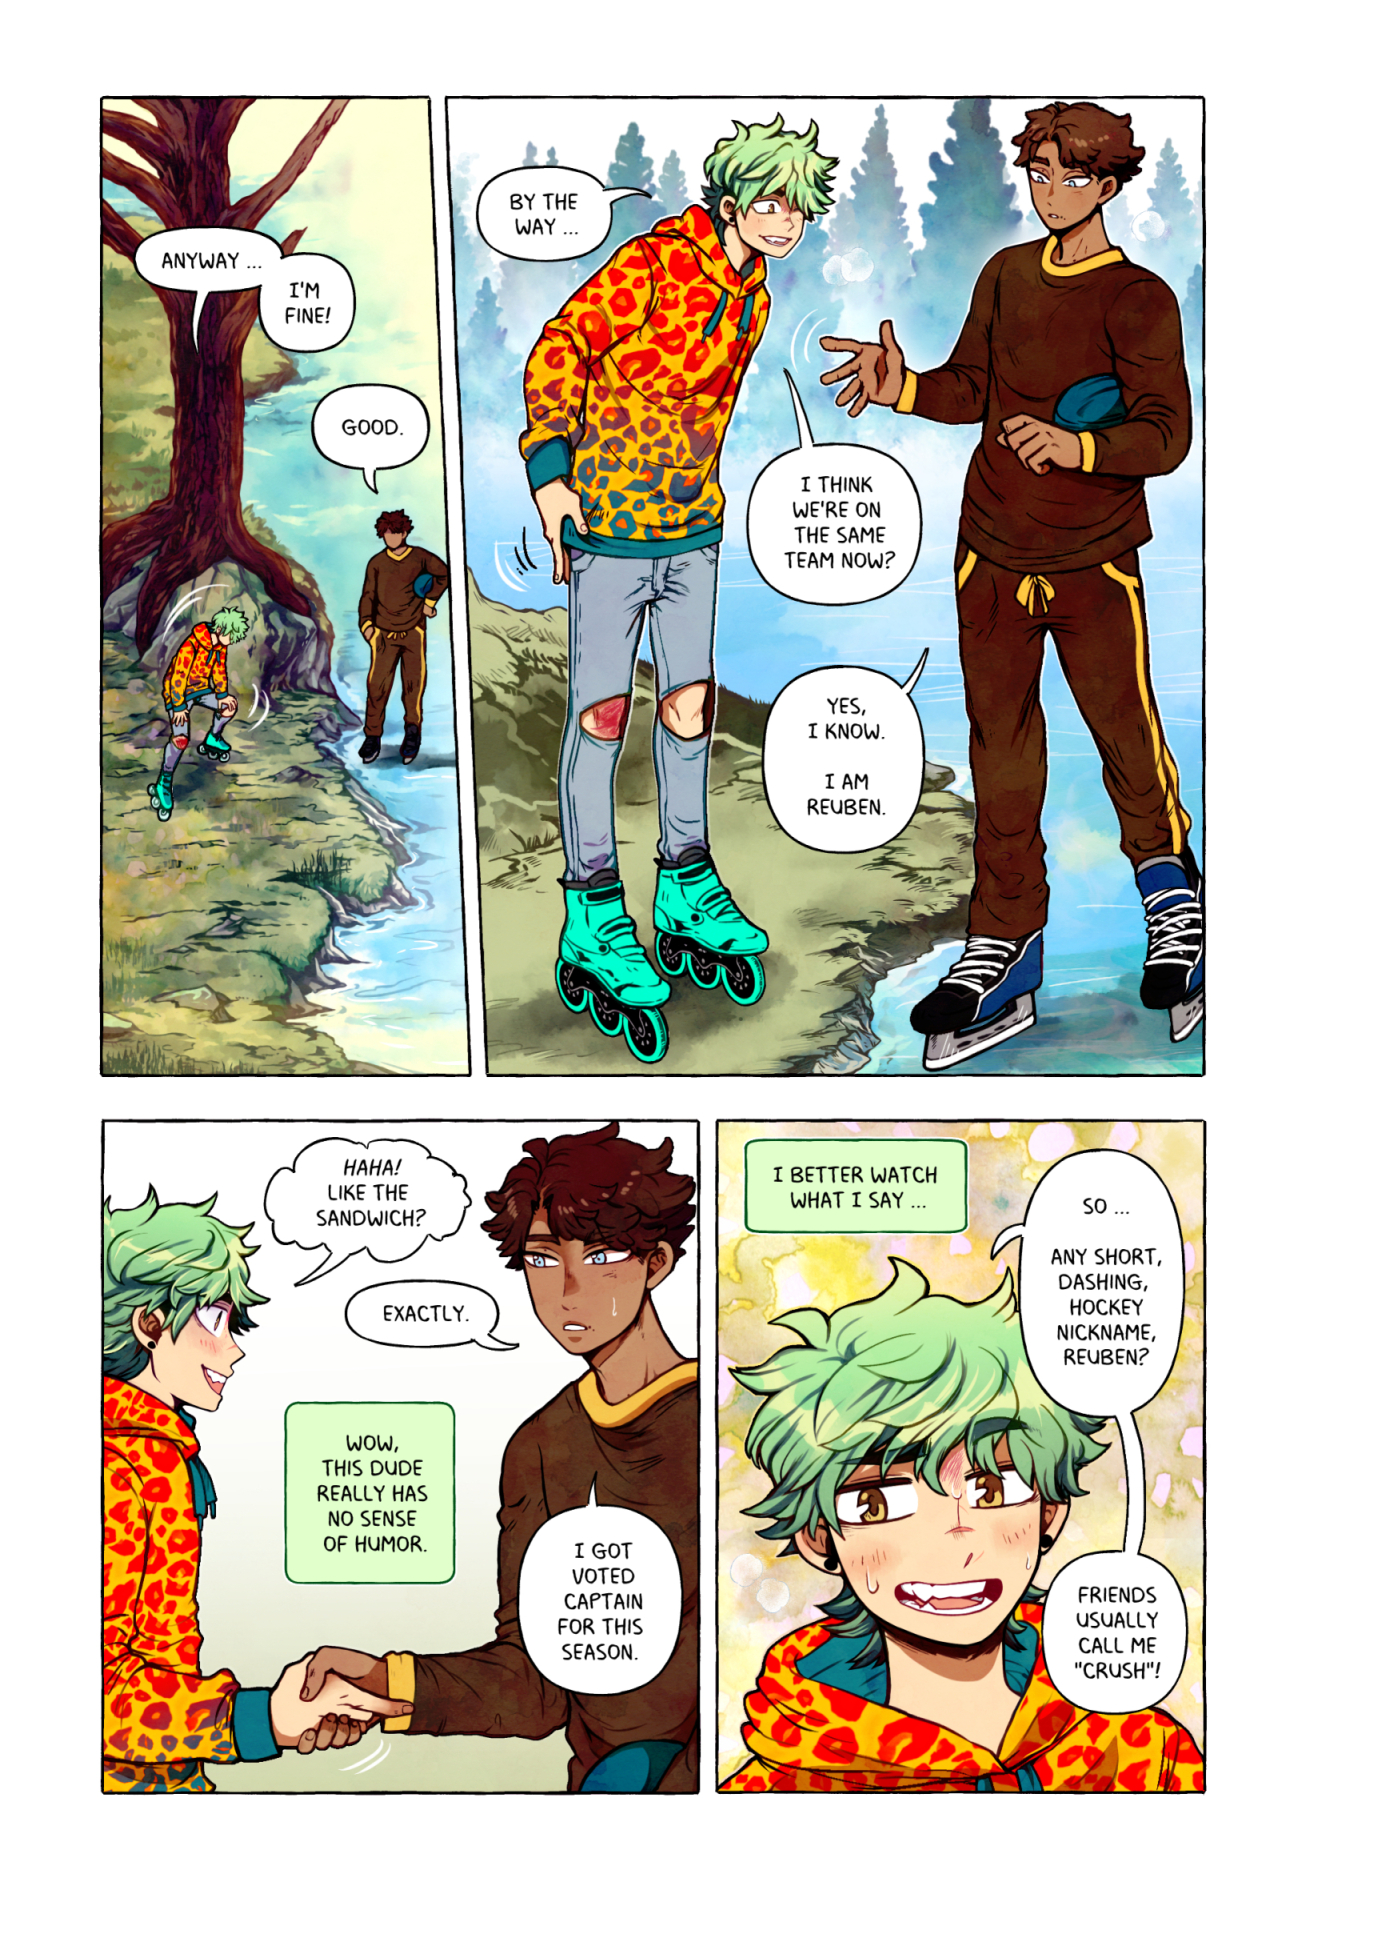 ANYWAY ...
I'M
FINE!
GOOD.
BY THE
WAY ...
I THINK
WE'RE ON
THE SAME
TEAM NOW?
YES,
I KNOW.
I AM
REUBEN.
HAHA!
LIKE THE
SANDWICH?
EXACTLY.
WOW,
THIS DUDE
REALLY HAS
NO SENSE
OF HUMOR.
I GOT
VOTED
CAPTAIN
FOR THIS
SEASON.
I BETTER WATCH
WHAT I SAY ...
SO ...
ANY SHORT,
DASHING,
HOCKEY
NICKNAME,
REUBEN?
FRIENDS
USUALLY
CALL ME
"CRUSH"!